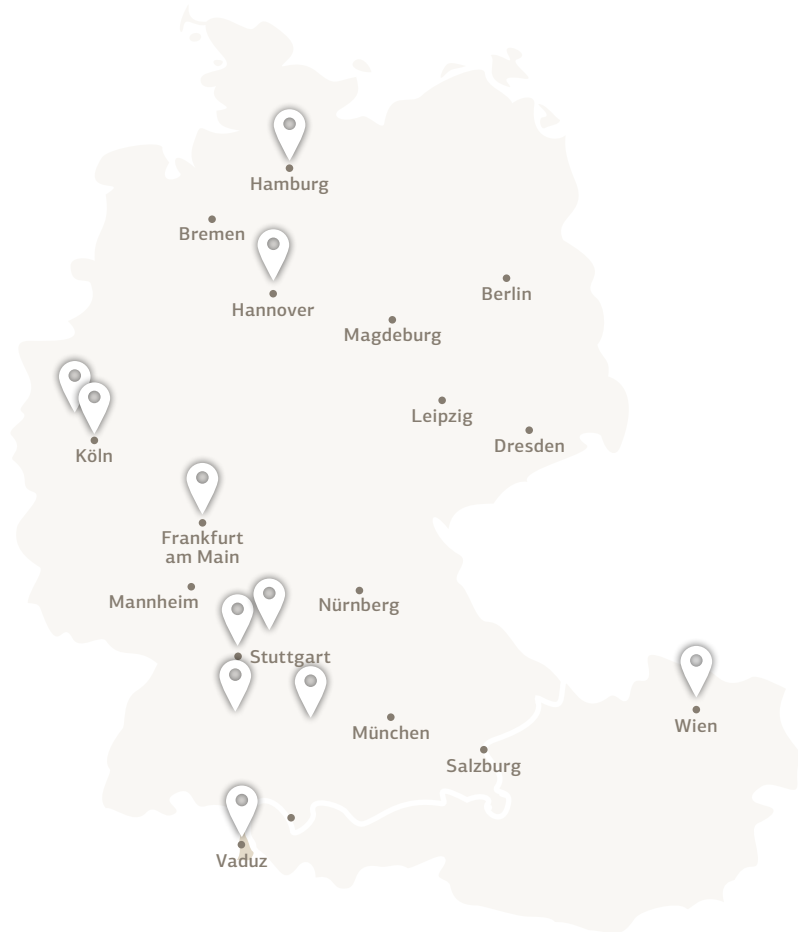 Hamburg
Bremen
Hannover
Berlin
Magdeburg
Leipzig
Dresden
Köln
Frankfurt
am Main
Mannheim
Nürnberg
Stuttgart
Wien
München
Salzburg
Vaduz